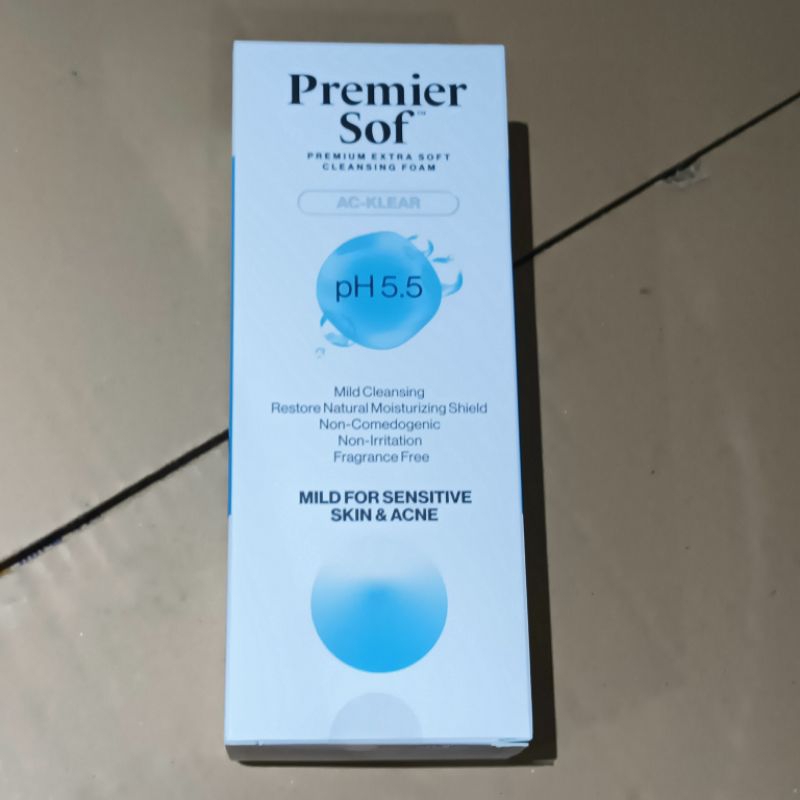 Premier
Sof™
PREMIUM EXTRA SOFT
CLEANSING FOAM
AC-KLEAR
pH 5.5
Mild Cleansing
Restore Natural Moisturizing Shield
Non-Comedogenic
Non-Irritation
Fragrance Free
MILD FOR SENSITIVE
SKIN & ACNE